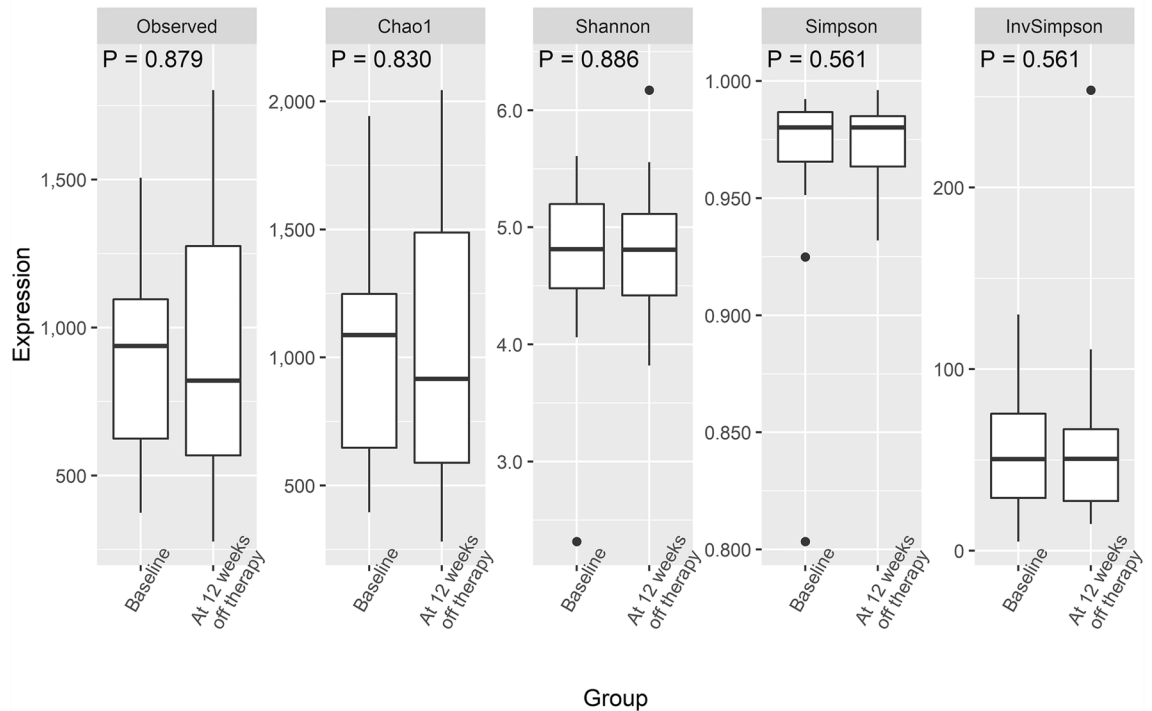 Observed
Chao1
Shannon
Simpson
InvSimpson
P = 0.879
P = 0.830
P = 0.886
P = 0.561
P = 0.561
Expression
1,500
1,000
500
2,000
1,500
1,000
500
6.0
5.0
4.0
3.0
1.000
0.950
0.900
0.850
0.800
200
100
0
Baseline
At 12 weeks
off therapy
Baseline
At 12 weeks
off therapy
Baseline
At 12 weeks
off therapy
Baseline
At 12 weeks
off therapy
Baseline
At 12 weeks
off therapy
Group